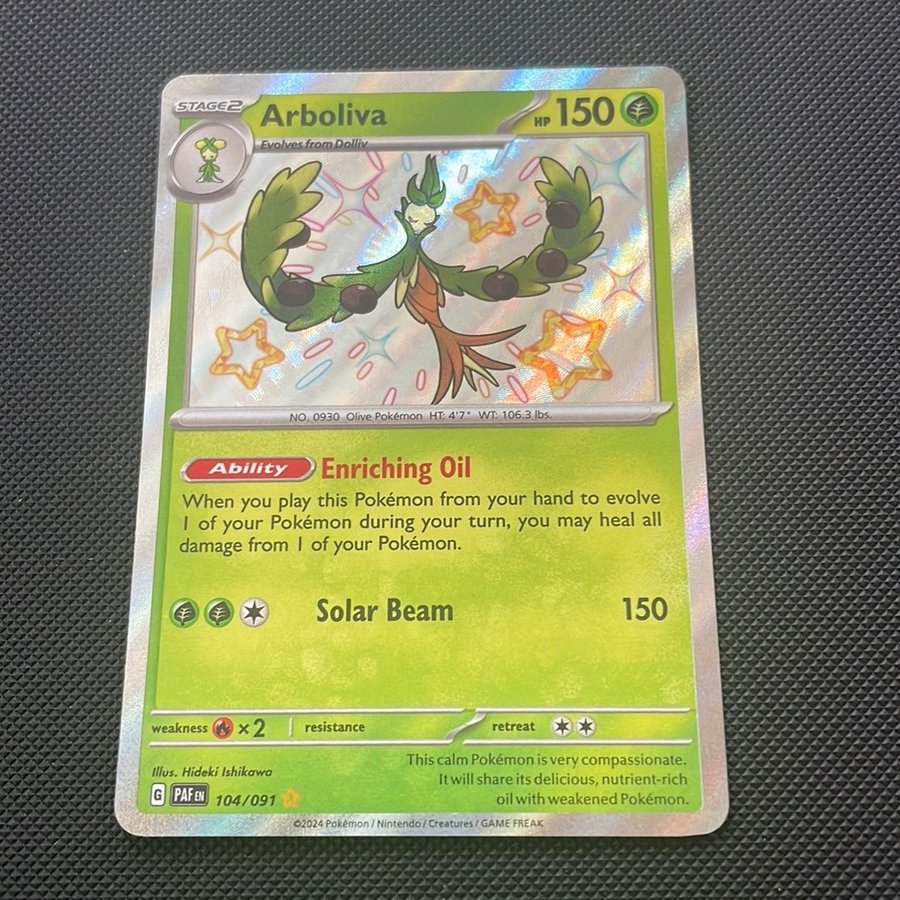 STAGE2 Arboliva HP 150
Evolves from Dolliv
NO. 0930 Olive Pokémon HT: 4'7" WT: 106.3 lbs.
Ability Enriching Oil
When you play this Pokémon from your hand to evolve
1 of your Pokémon during your turn, you may heal all
damage from 1 of your Pokémon.
Solar Beam 150
weakness ×2 resistance retreat
This calm Pokémon is very compassionate.
It will share its delicious, nutrient-rich
oil with weakened Pokémon.
Illus. Hideki Ishikawa
G PAF EN 104/091
©2024 Pokémon / Nintendo / Creatures / GAME FREAK